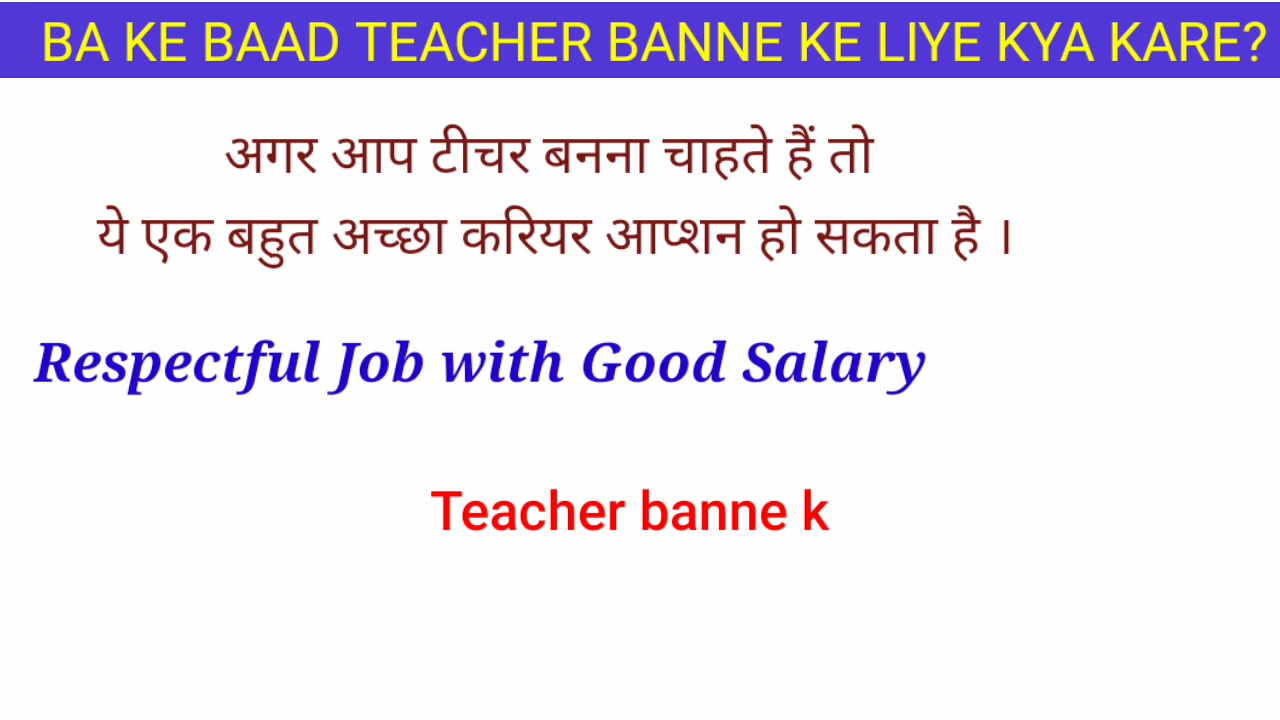 BA KE BAAD TEACHER BANNE KE LIYE KYA KARE?
अगर आप टीचर बनना चाहते हैं तो
ये एक बहुत अच्छा करियर आप्शन हो सकता है ।
Respectful Job with Good Salary
Teacher banne k